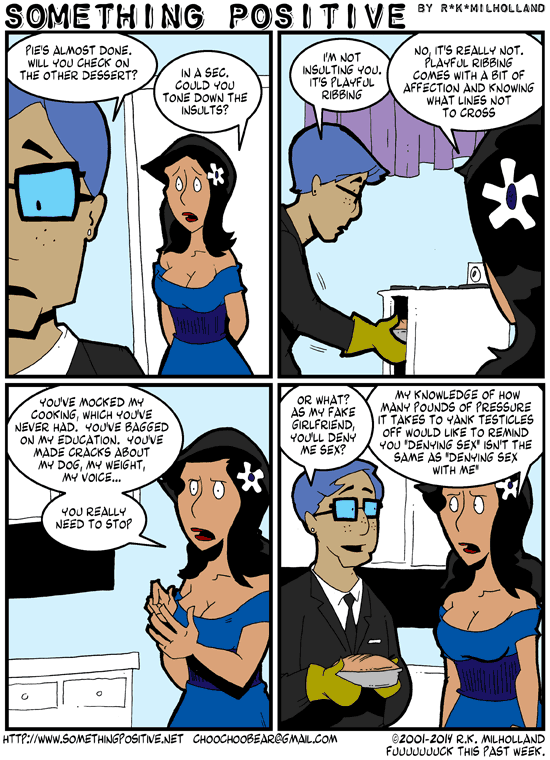 SOMETHING POSITIVE BY R*K*MILHOLLAND
PIE'S ALMOST DONE.
WILL YOU CHECK ON
THE OTHER DESSERT?
IN A SEC.
COULD YOU
TONE DOWN THE
INSULTS?
I'M NOT
INSULTING YOU.
IT'S PLAYFUL
RIBBING
NO, IT'S REALLY NOT.
PLAYFUL RIBBING
COMES WITH A BIT OF
AFFECTION AND KNOWING
WHAT LINES NOT
TO CROSS
YOU'VE MOCKED MY
COOKING, WHICH YOU'VE
NEVER HAD. YOU'VE BAGGED
ON MY EDUCATION. YOU'VE
MADE CRACKS ABOUT
MY DOG, MY WEIGHT,
MY VOICE...
YOU REALLY
NEED TO STOP
OR WHAT?
AS MY FAKE
GIRLFRIEND,
YOU'LL DENY
ME SEX?
MY KNOWLEDGE OF HOW
MANY POUNDS OF PRESSURE
IT TAKES TO YANK TESTICLES
OFF WOULD LIKE TO REMIND
YOU "DENYING SEX" ISN'T THE
SAME AS "DENYING SEX
WITH ME"
HTTP://WWW.SOMETHINGPOSITIVE.NET CHOOCHOOBEAR@GMAIL.COM ©2001-2014 R.K. MILHOLLAND
FUUUUUUUCK THIS PAST WEEK.